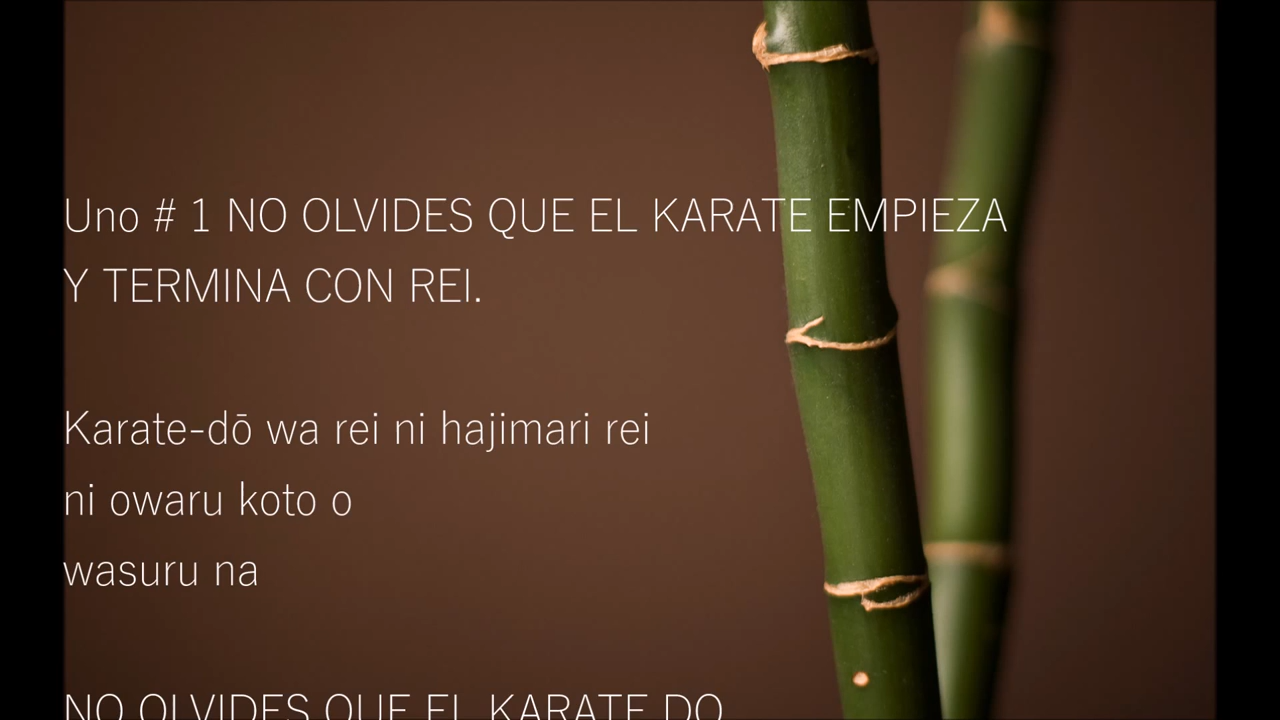 Uno # 1 NO OLVIDES QUE EL KARATE EMPIEZA
Y TERMINA CON REI.
Karate-dō wa rei ni hajimari rei
ni owaru koto o
wasuru na
NO OLVIDES QUE EL KARATE DO